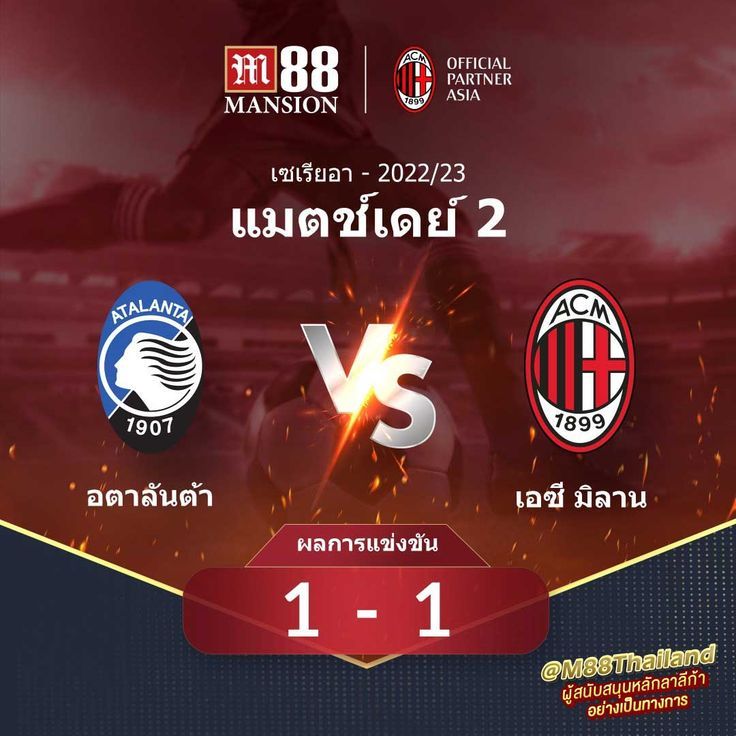 M88
MANSION
ACM
1899
OFFICIAL
PARTNER
ASIA
เซเรียอา - 2022/23
แมตช์เดย์ 2
ATALANTA
1907
VS
ACM
1899
อตาลันต้า
เอซี มิลาน
ผลการแข่งขัน
1 - 1
@M88Thailand
ผู้สนับสนุนหลักลาลีก้า
อย่างเป็นทางการ